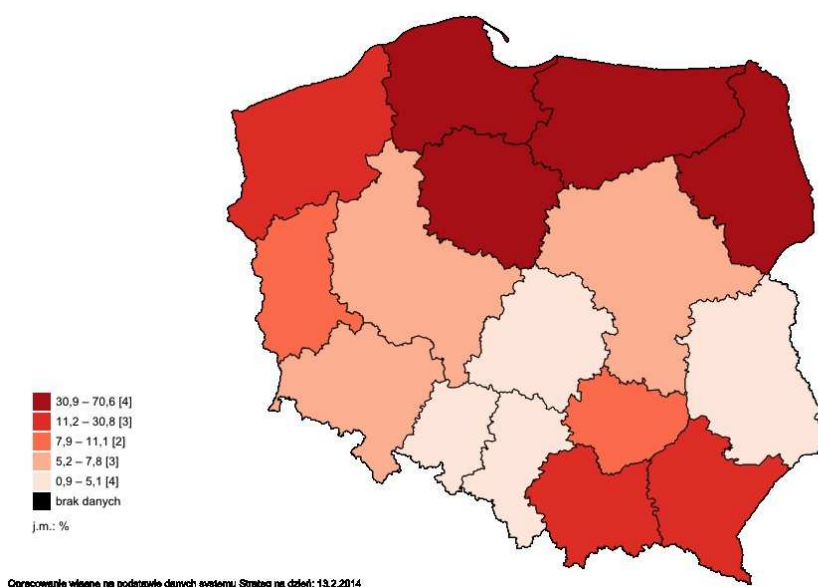 30,9 – 70,6 [4]
11,2 – 30,8 [3]
7,9 – 11,1 [2]
5,2 – 7,8 [3]
0,9 – 5,1 [4]
brak danych
j.m.: %
Opracowanie własne na podstawie danych systemu Strateg na dzień: 13.2.2014